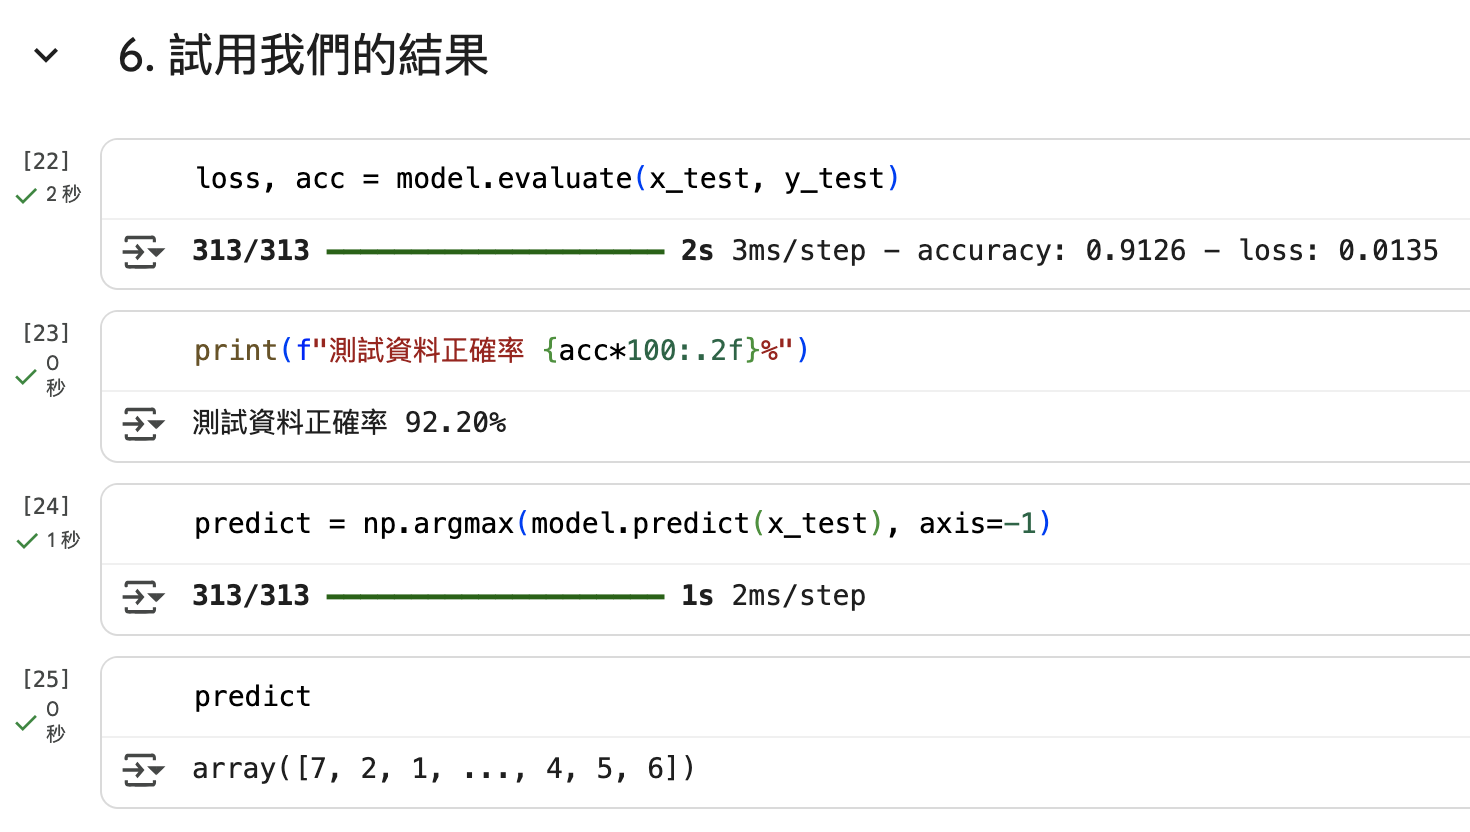 6. 試用我們的結果
[22]
2 秒
loss, acc = model.evaluate(x_test, y_test)
313/313 2s 3ms/step - accuracy: 0.9126 - loss: 0.0135
[23]
0
秒
print(f"測試資料正確率 {acc*100:.2f}%")
測試資料正確率 92.20%
[24]
1 秒
predict = np.argmax(model.predict(x_test), axis=-1)
313/313 1s 2ms/step
[25]
0
秒
predict
array([7, 2, 1, ..., 4, 5, 6])